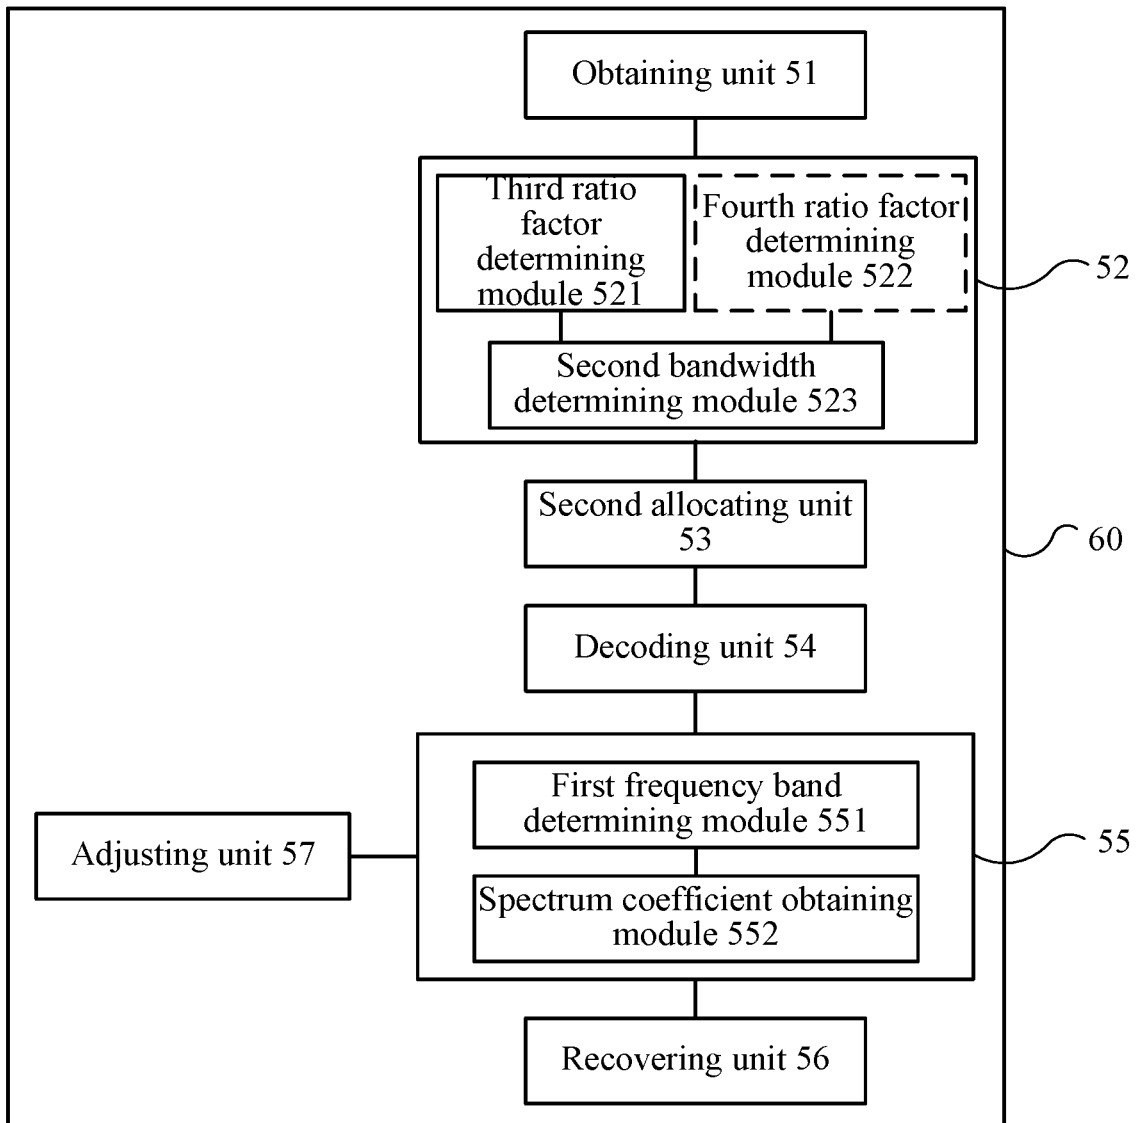 Obtaining unit 51
Third ratio
factor
determining
module 521
Fourth ratio factor
determining
module 522
52
Second bandwidth
determining module 523
Second allocating unit
53
60
Decoding unit 54
First frequency band
determining module 551
Adjusting unit 57
55
Spectrum coefficient obtaining
module 552
Recovering unit 56